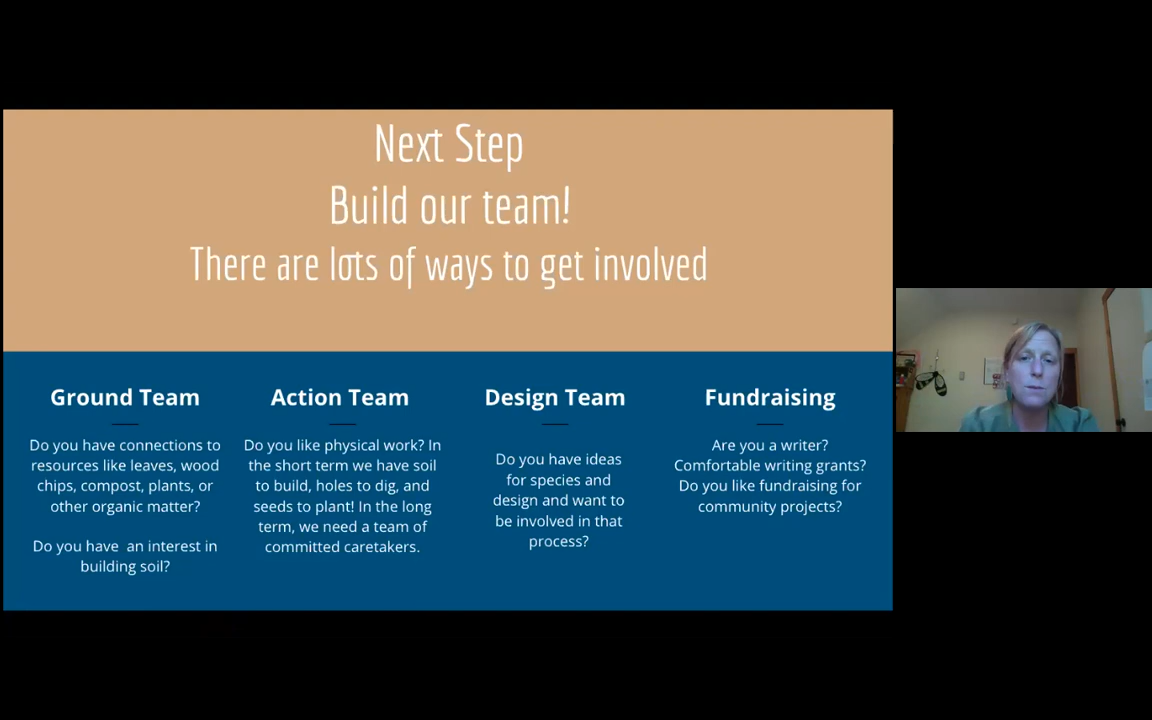 Next Step
Build our team!
There are lots of ways to get involved
Ground Team
Do you have connections to
resources like leaves, wood
chips, compost, plants, or
other organic matter?
Do you have an interest in
building soil?
Action Team
Do you like physical work? In
the short term we have soil
to build, holes to dig, and
seeds to plant! In the long
term, we need a team of
committed caretakers.
Design Team
Do you have ideas
for species and
design and want to
be involved in that
process?
Fundraising
Are you a writer?
Comfortable writing grants?
Do you like fundraising for
community projects?